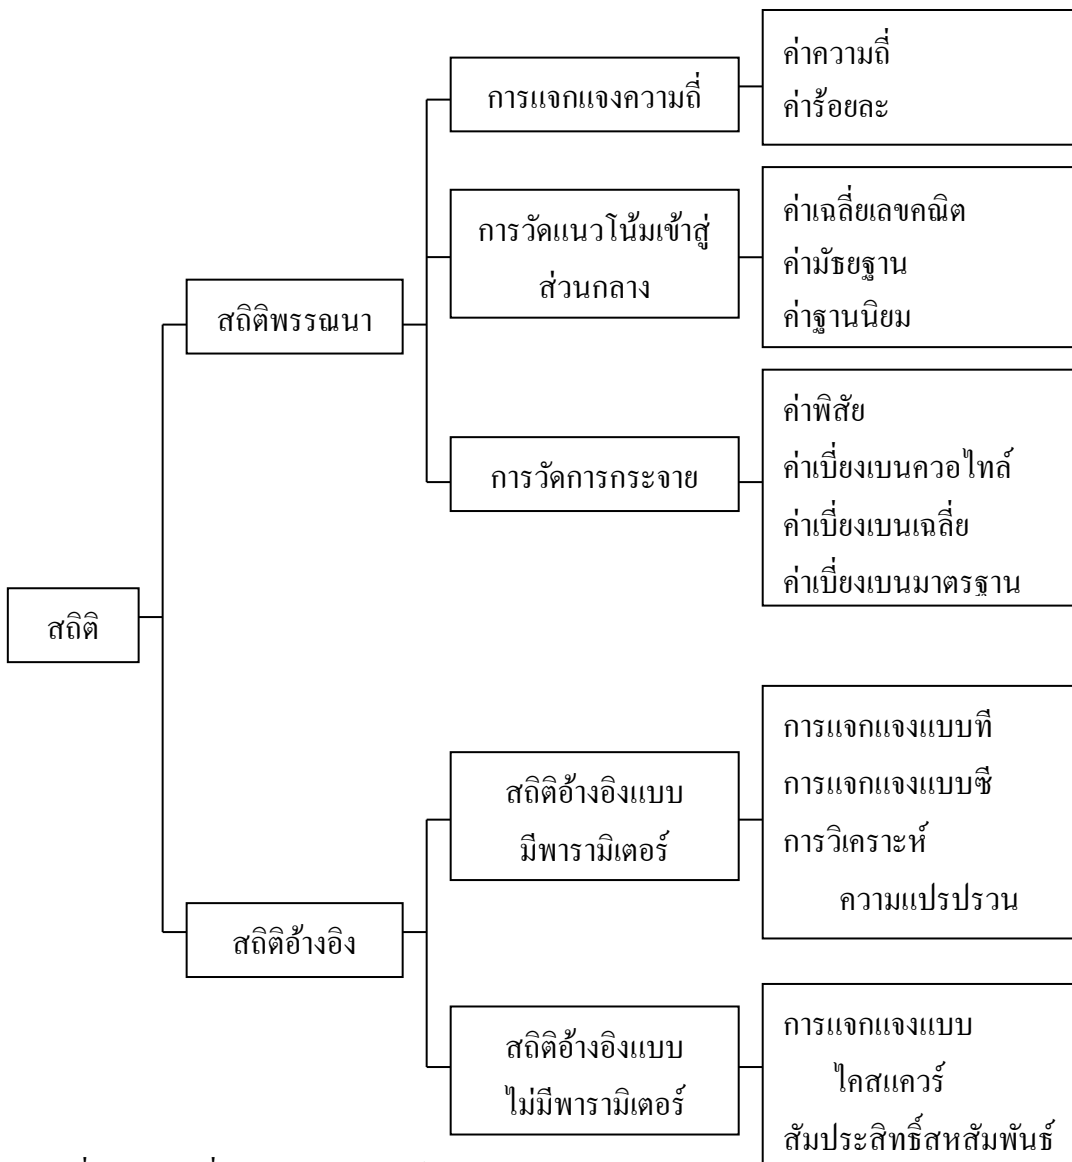 ค่าความถี่
การแจกแจงความถี่
ค่าร้อยละ
การวัดแนวโน้มเข้าสู่
ส่วนกลาง
ค่าเฉลี่ยเลขคณิต
ค่ามัธยฐาน
ค่าฐานนิยม
สถิติพรรณนา
ค่าพิสัย
การวัดการกระจาย
ค่าเบี่ยงเบนควอไทล์
ค่าเบี่ยงเบนเฉลี่ย
ค่าเบี่ยงเบนมาตรฐาน
สถิติ
การแจกแจงแบบที
สถิติอ้างอิงแบบ
มีพารามิเตอร์
การแจกแจงแบบซี
การวิเคราะห์
ความแปรปรวน
สถิติอ้างอิง
สถิติอ้างอิงแบบ
ไม่มีพารามิเตอร์
การแจกแจงแบบ
ไคสแควร์
สัมประสิทธิ์สหสัมพันธ์